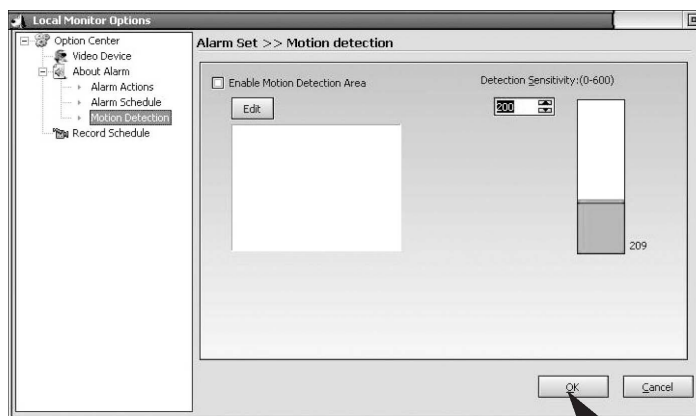 Local Monitor Options
Option Center
Video Device
About Alarm
Alarm Actions
Alarm Schedule
Motion Detection
Record Schedule
Alarm Set >> Motion detection
Enable Motion Detection Area
Edit
Detection Sensitivity:(0-600)
200
209
OK
Cancel